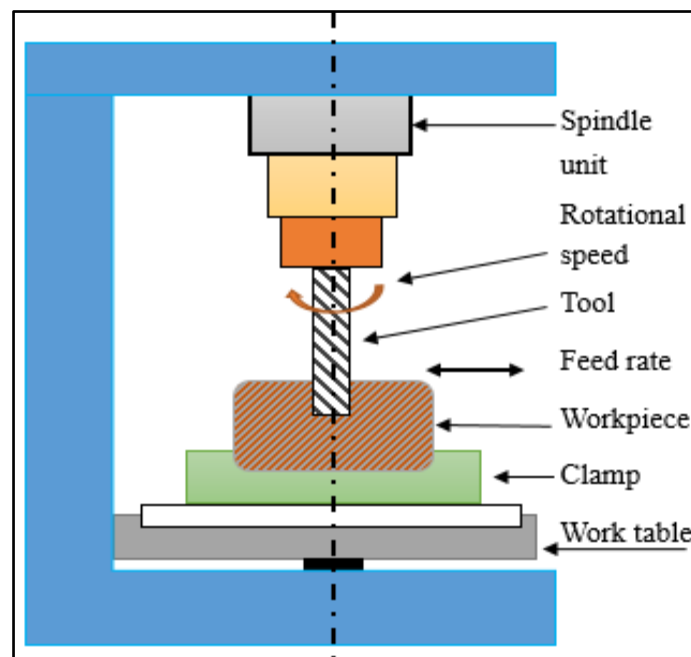 Spindle
unit
Rotational
speed
Tool
Feed rate
Workpiece
Clamp
Work table